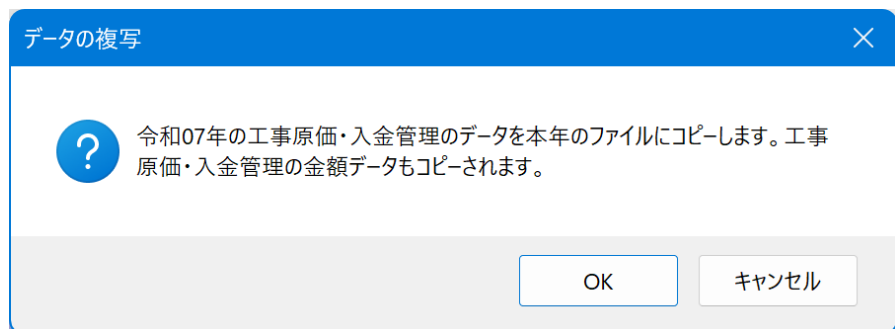 データの複写
令和07年の工事原価・入金管理のデータを本年のファイルにコピーします。工事
原価・入金管理の金額データもコピーされます。
OK
キャンセル